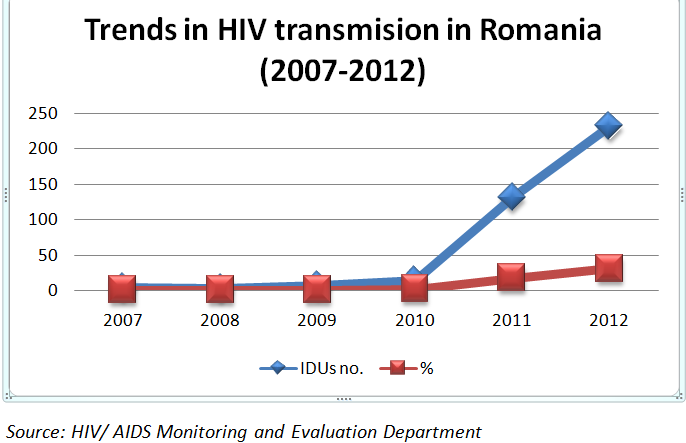 Trends in HIV transmision in Romania
(2007-2012)
250
200
150
100
50
0
2007 2008 2009 2010 2011 2012
IDUs no. %
Source: HIV/ AIDS Monitoring and Evaluation Department